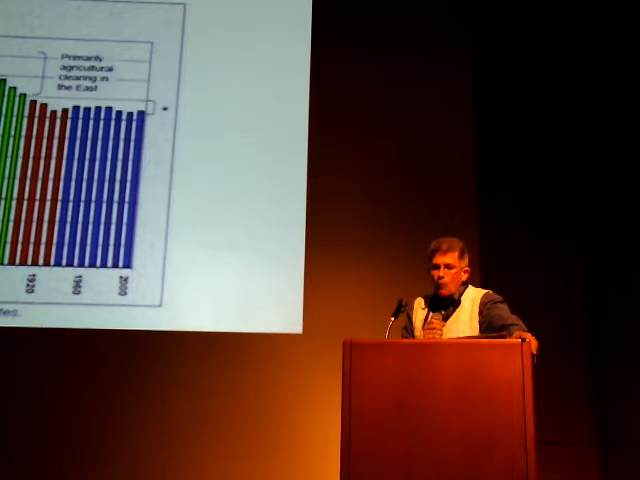 Primarily
agricultural
clearing in
the East
1920
1960
2000